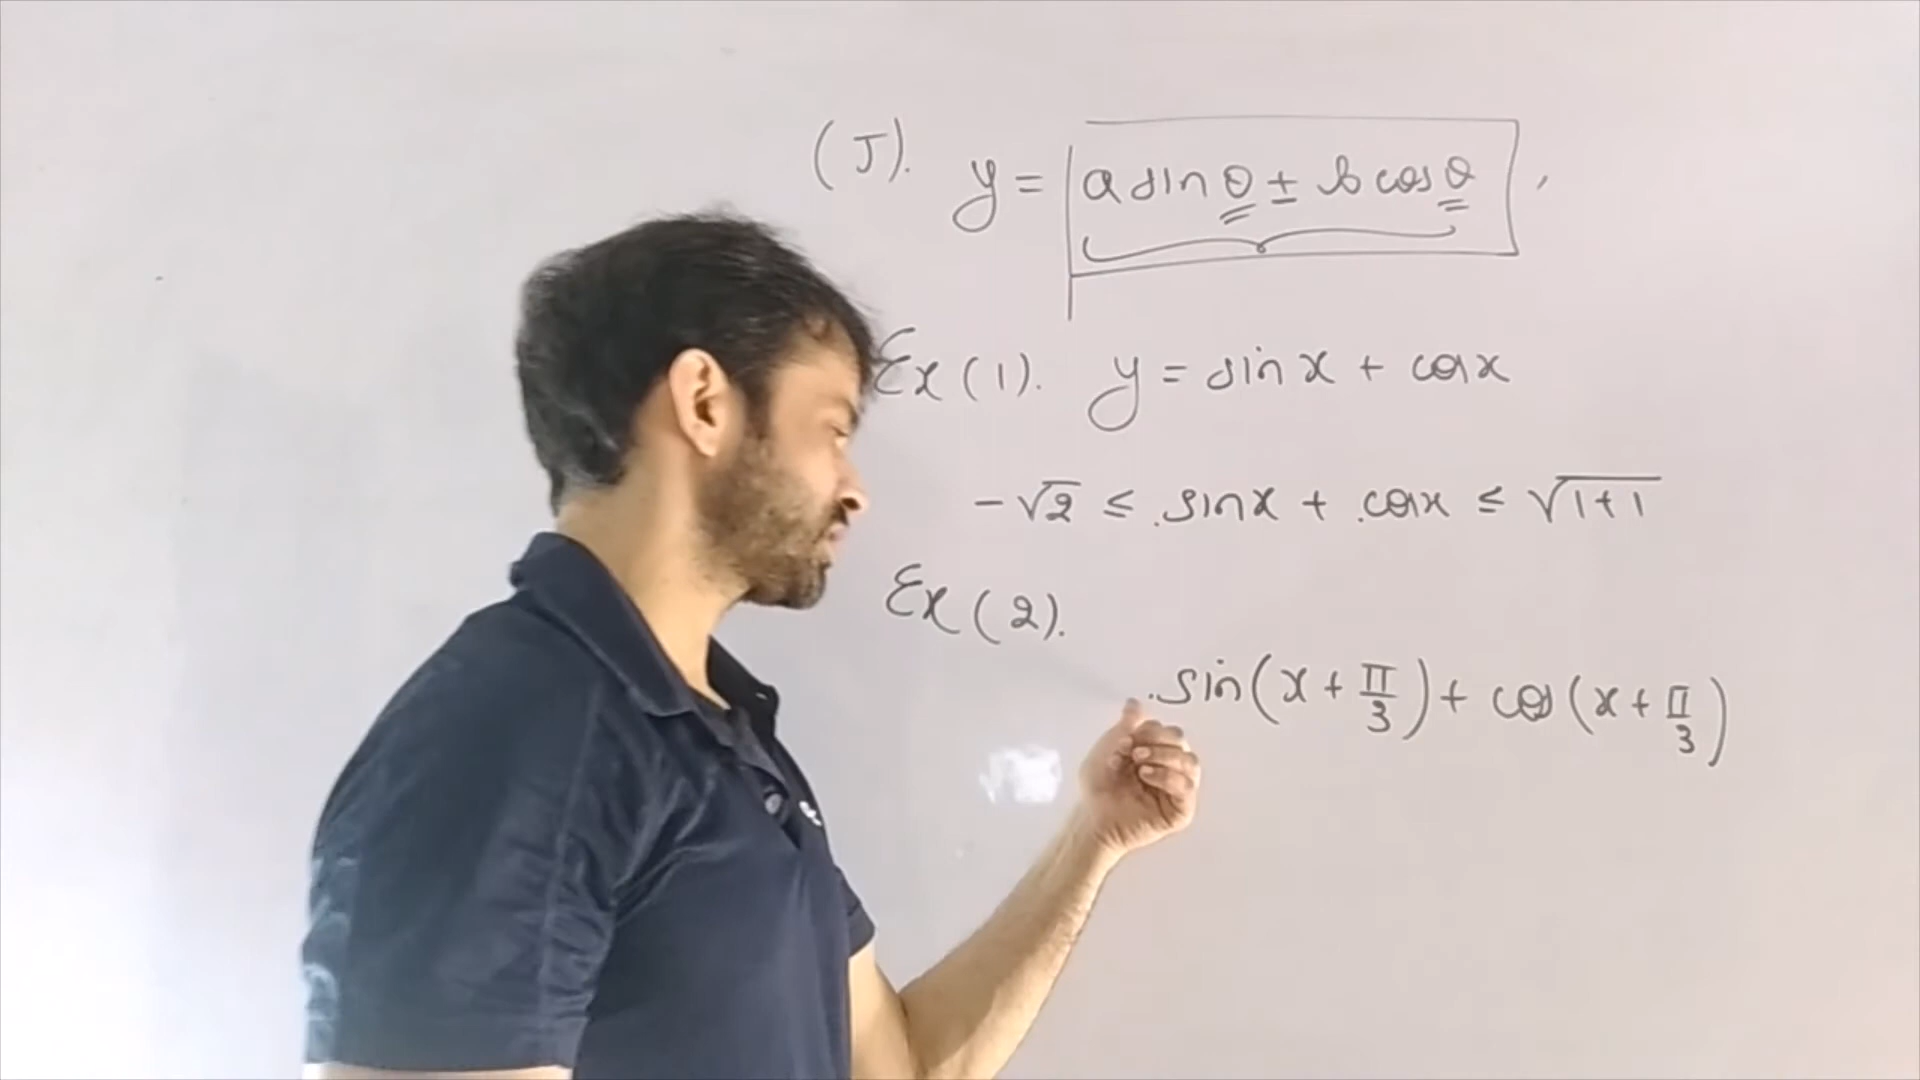 (J). y = a sin θ ± b cos θ ,
Ex (1). y = sin x + cos x
-√2 ≤ sin x + cos x ≤ √1+1
Ex (2).
sin(x + π/3) + cos(x + π/3)